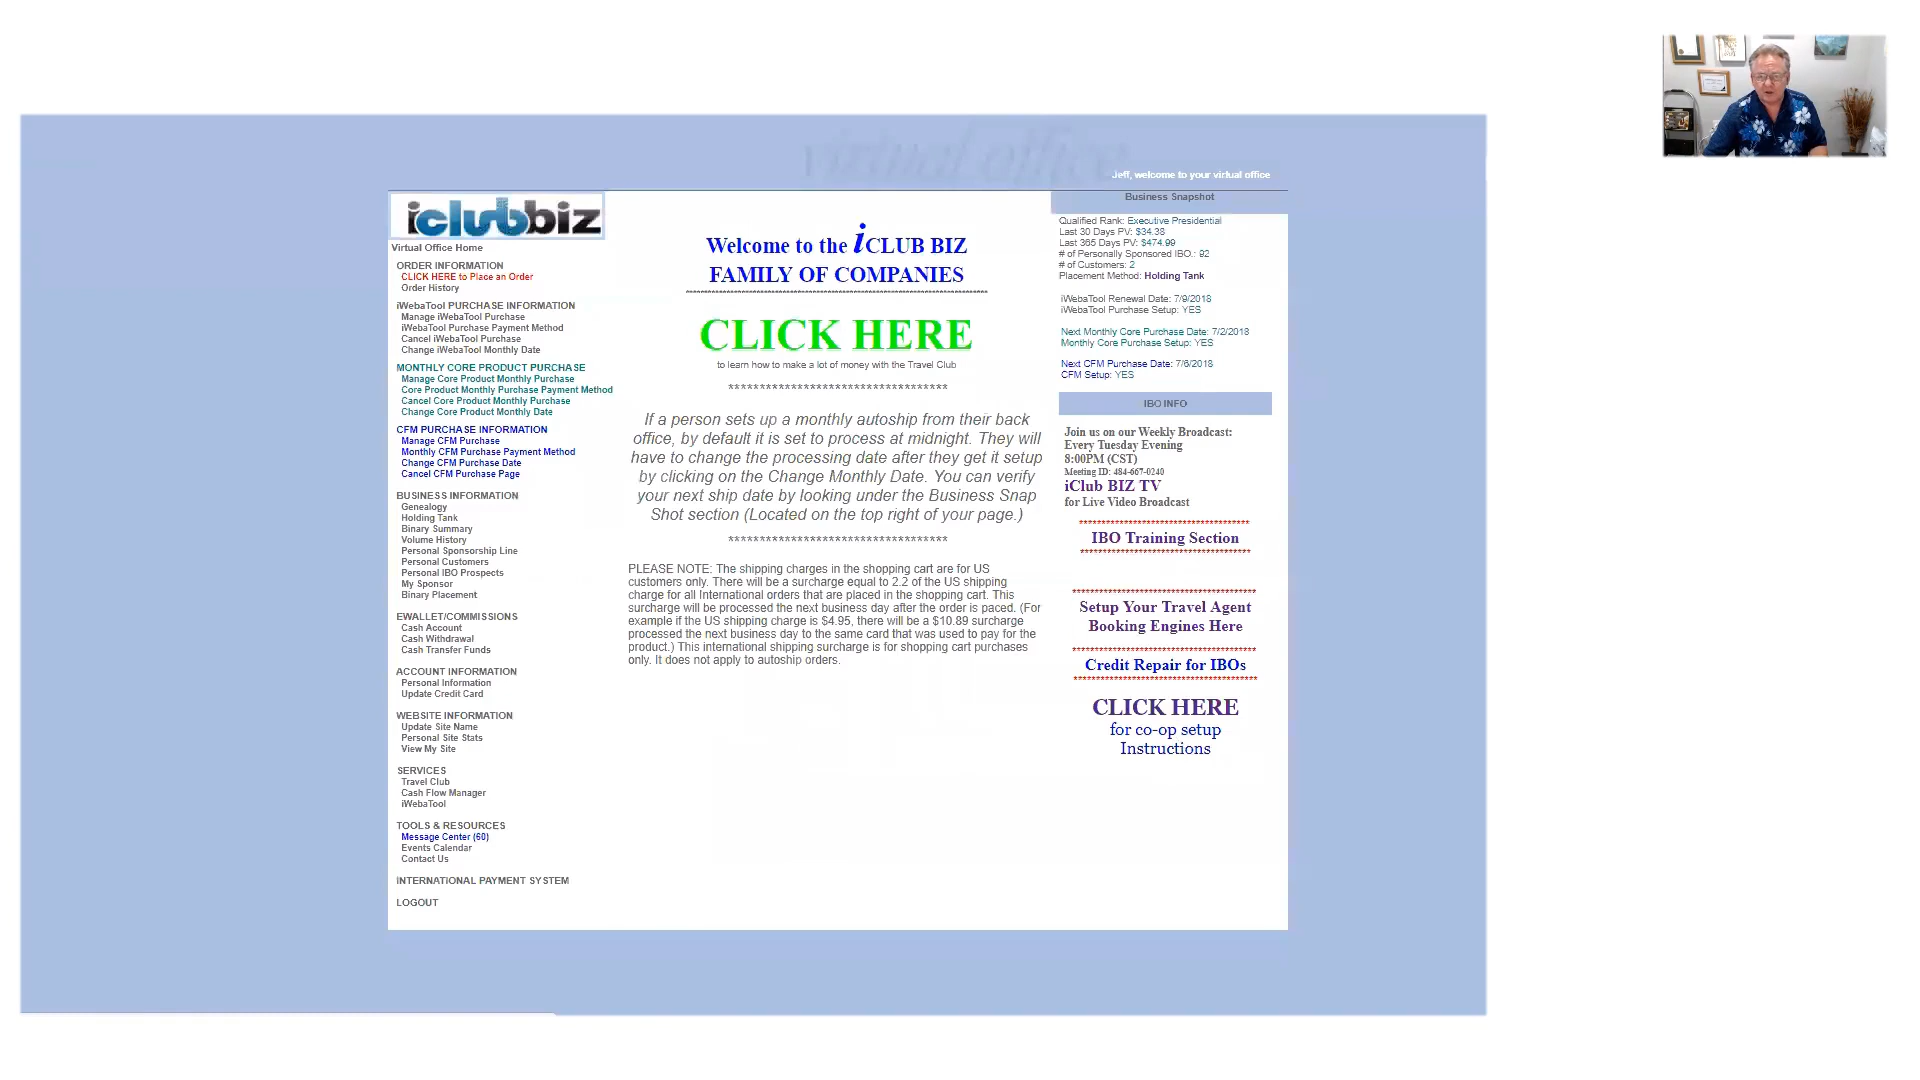 virtual office
Jeff, welcome to your virtual office
iclubbiz
Virtual Office Home
ORDER INFORMATION
CLICK HERE to Place an Order
Order History
iWebaTool PURCHASE INFORMATION
Manage iWebaTool Purchase
iWebaTool Purchase Payment Method
Cancel iWebaTool Purchase
Change iWebaTool Monthly Date
MONTHLY CORE PRODUCT PURCHASE
Manage Core Product Monthly Purchase
Core Product Monthly Purchase Payment Method
Cancel Core Product Monthly Purchase
Change Core Product Monthly Date
CFM PURCHASE INFORMATION
Manage CFM Purchase
Monthly CFM Purchase Payment Method
Change CFM Purchase Date
Cancel CFM Purchase Page
BUSINESS INFORMATION
Genealogy
Holding Tank
Binary Summary
Volume History
Personal Sponsorship Line
Personal Customers
Personal IBO Prospects
My Sponsor
Binary Placement
EWALLET/COMMISSIONS
Cash Account
Cash Withdrawal
Cash Transfer Funds
ACCOUNT INFORMATION
Personal Information
Update Credit Card
WEBSITE INFORMATION
Update Site Name
Personal Site Stats
View My Site
SERVICES
Travel Club
Cash Flow Manager
iWebaTool
TOOLS & RESOURCES
Message Center (60)
Events Calendar
Contact Us
INTERNATIONAL PAYMENT SYSTEM
LOGOUT
Welcome to the iCLUB BIZ
FAMILY OF COMPANIES
CLICK HERE
to learn how to make a lot of money with the Travel Club
***********************************
If a person sets up a monthly autoship from their back
office, by default it is set to process at midnight. They will
have to change the processing date after they get it setup
by clicking on the Change Monthly Date. You can verify
your next ship date by looking under the Business Snap
Shot section (Located on the top right of your page.)
***********************************
PLEASE NOTE: The shipping charges in the shopping cart are for US
customers only. There will be a surcharge equal to 2.2 of the US shipping
charge for all International orders that are placed in the shopping cart. This
surcharge will be processed the next business day after the order is paced. (For
example if the US shipping charge is $4.95, there will be a $10.89 surcharge
processed the next business day to the same card that was used to pay for the
product.) This international shipping surcharge is for shopping cart purchases
only. It does not apply to autoship orders.
Business Snapshot
Qualified Rank: Executive Presidential
Last 30 Days PV: $34.38
Last 365 Days PV: $474.99
# of Personally Sponsored IBO.: 92
# of Customers: 2
Placement Method: Holding Tank
iWebaTool Renewal Date: 7/9/2018
iWebaTool Purchase Setup: YES
Next Monthly Core Purchase Date: 7/2/2018
Monthly Core Purchase Setup: YES
Next CFM Purchase Date: 7/6/2018
CFM Setup: YES
IBO INFO
Join us on our Weekly Broadcast:
Every Tuesday Evening
8:00PM (CST)
Meeting ID: 484-667-0240
iClub BIZ TV
for Live Video Broadcast
************************************
IBO Training Section
************************************
************************************
Setup Your Travel Agent
Booking Engines Here
************************************
Credit Repair for IBOs
************************************
CLICK HERE
for co-op setup
Instructions